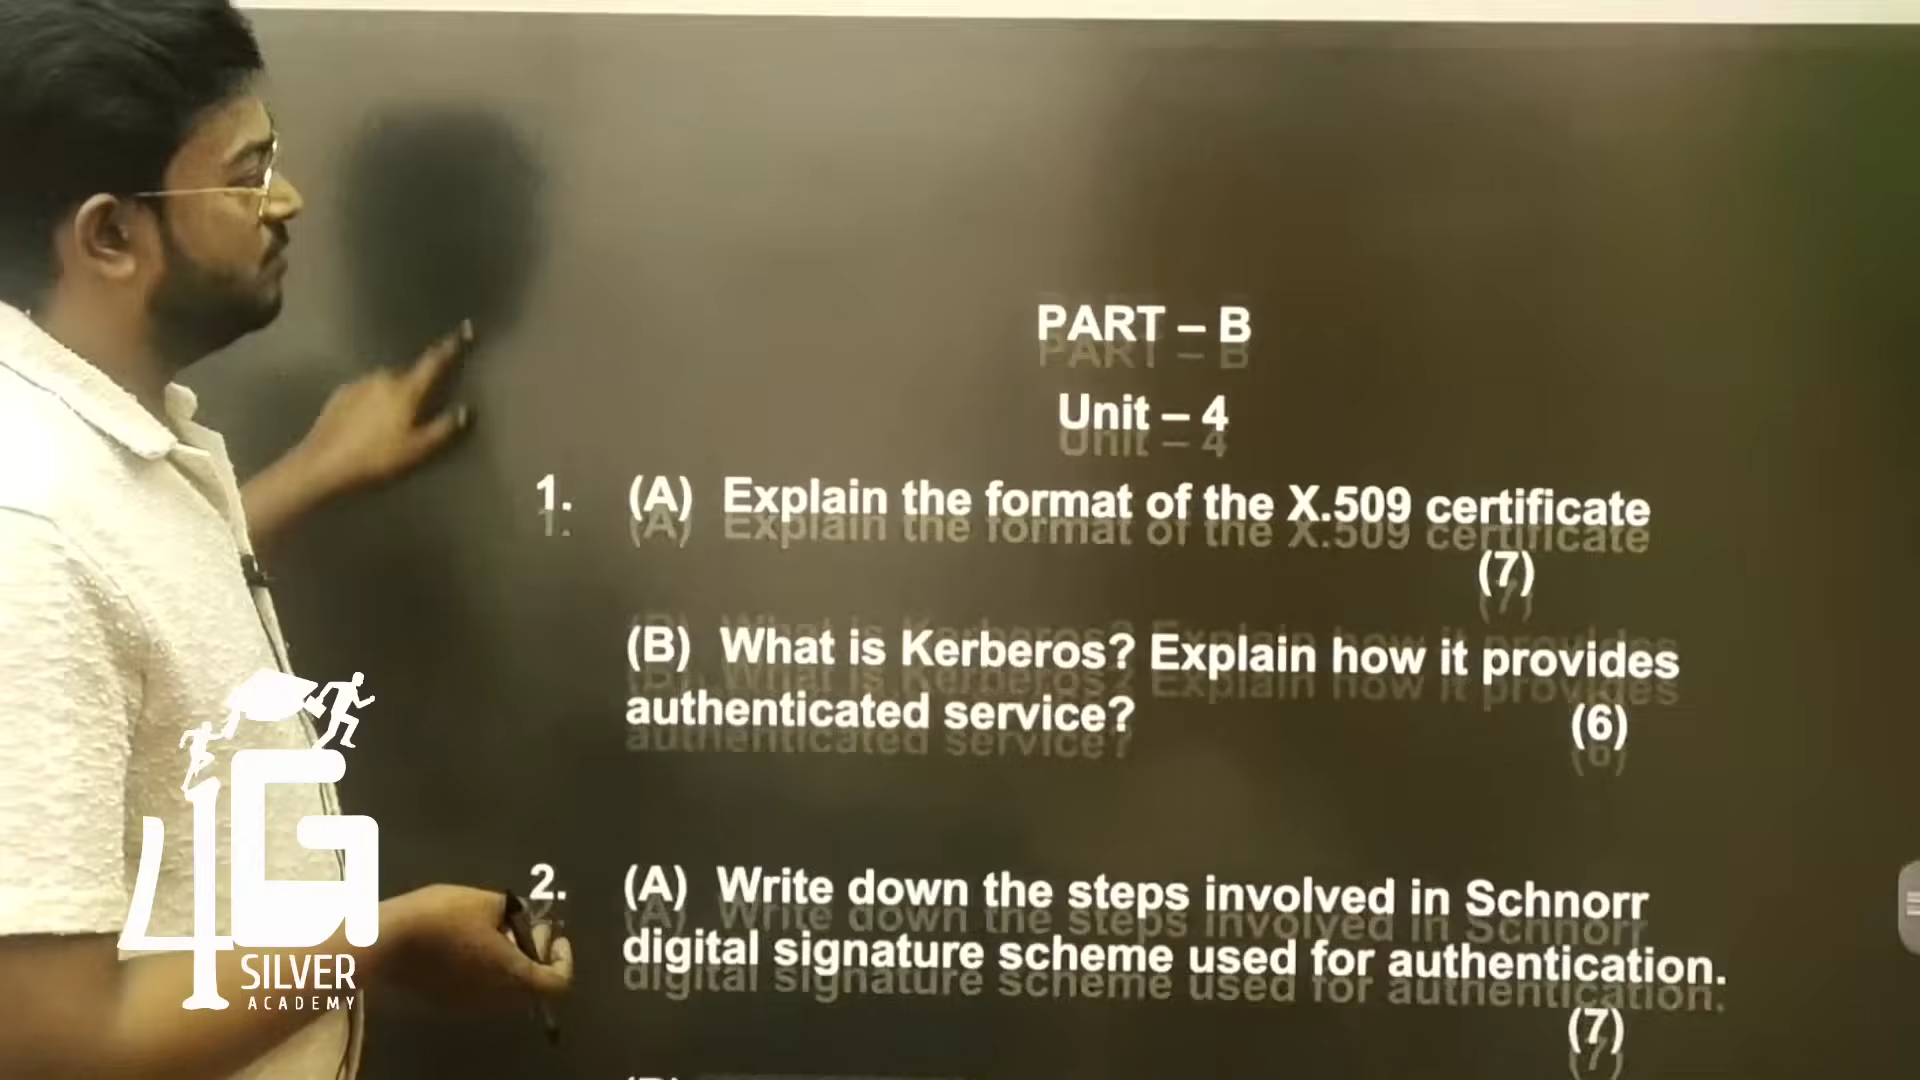 PART – B
Unit – 4
1. (A) Explain the format of the X.509 certificate
(7)
(B) What is Kerberos? Explain how it provides
authenticated service?
(6)
2. (A) Write down the steps involved in Schnorr
digital signature scheme used for authentication.
(7)
4G
SILVER
ACADEMY